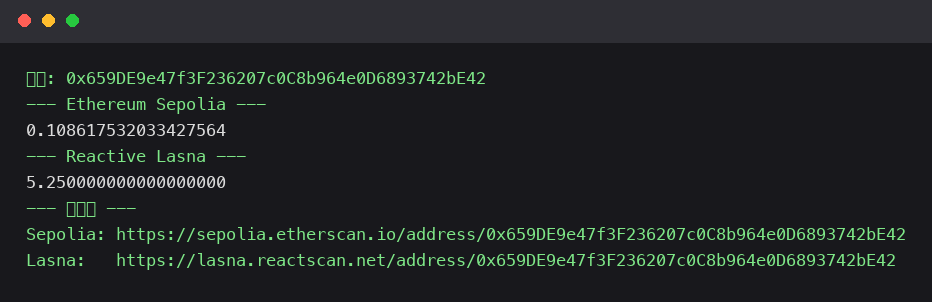 : 0x659DE9e47f3F236207c0C8b964e0D6893742bE42
--- Ethereum Sepolia ---
0.108617532033427564
--- Reactive Lasna ---
5.250000000000000000
--- ---
Sepolia: https://sepolia.etherscan.io/address/0x659DE9e47f3F236207c0C8b964e0D6893742bE42
Lasna:   https://lasna.reactscan.net/address/0x659DE9e47f3F236207c0C8b964e0D6893742bE42